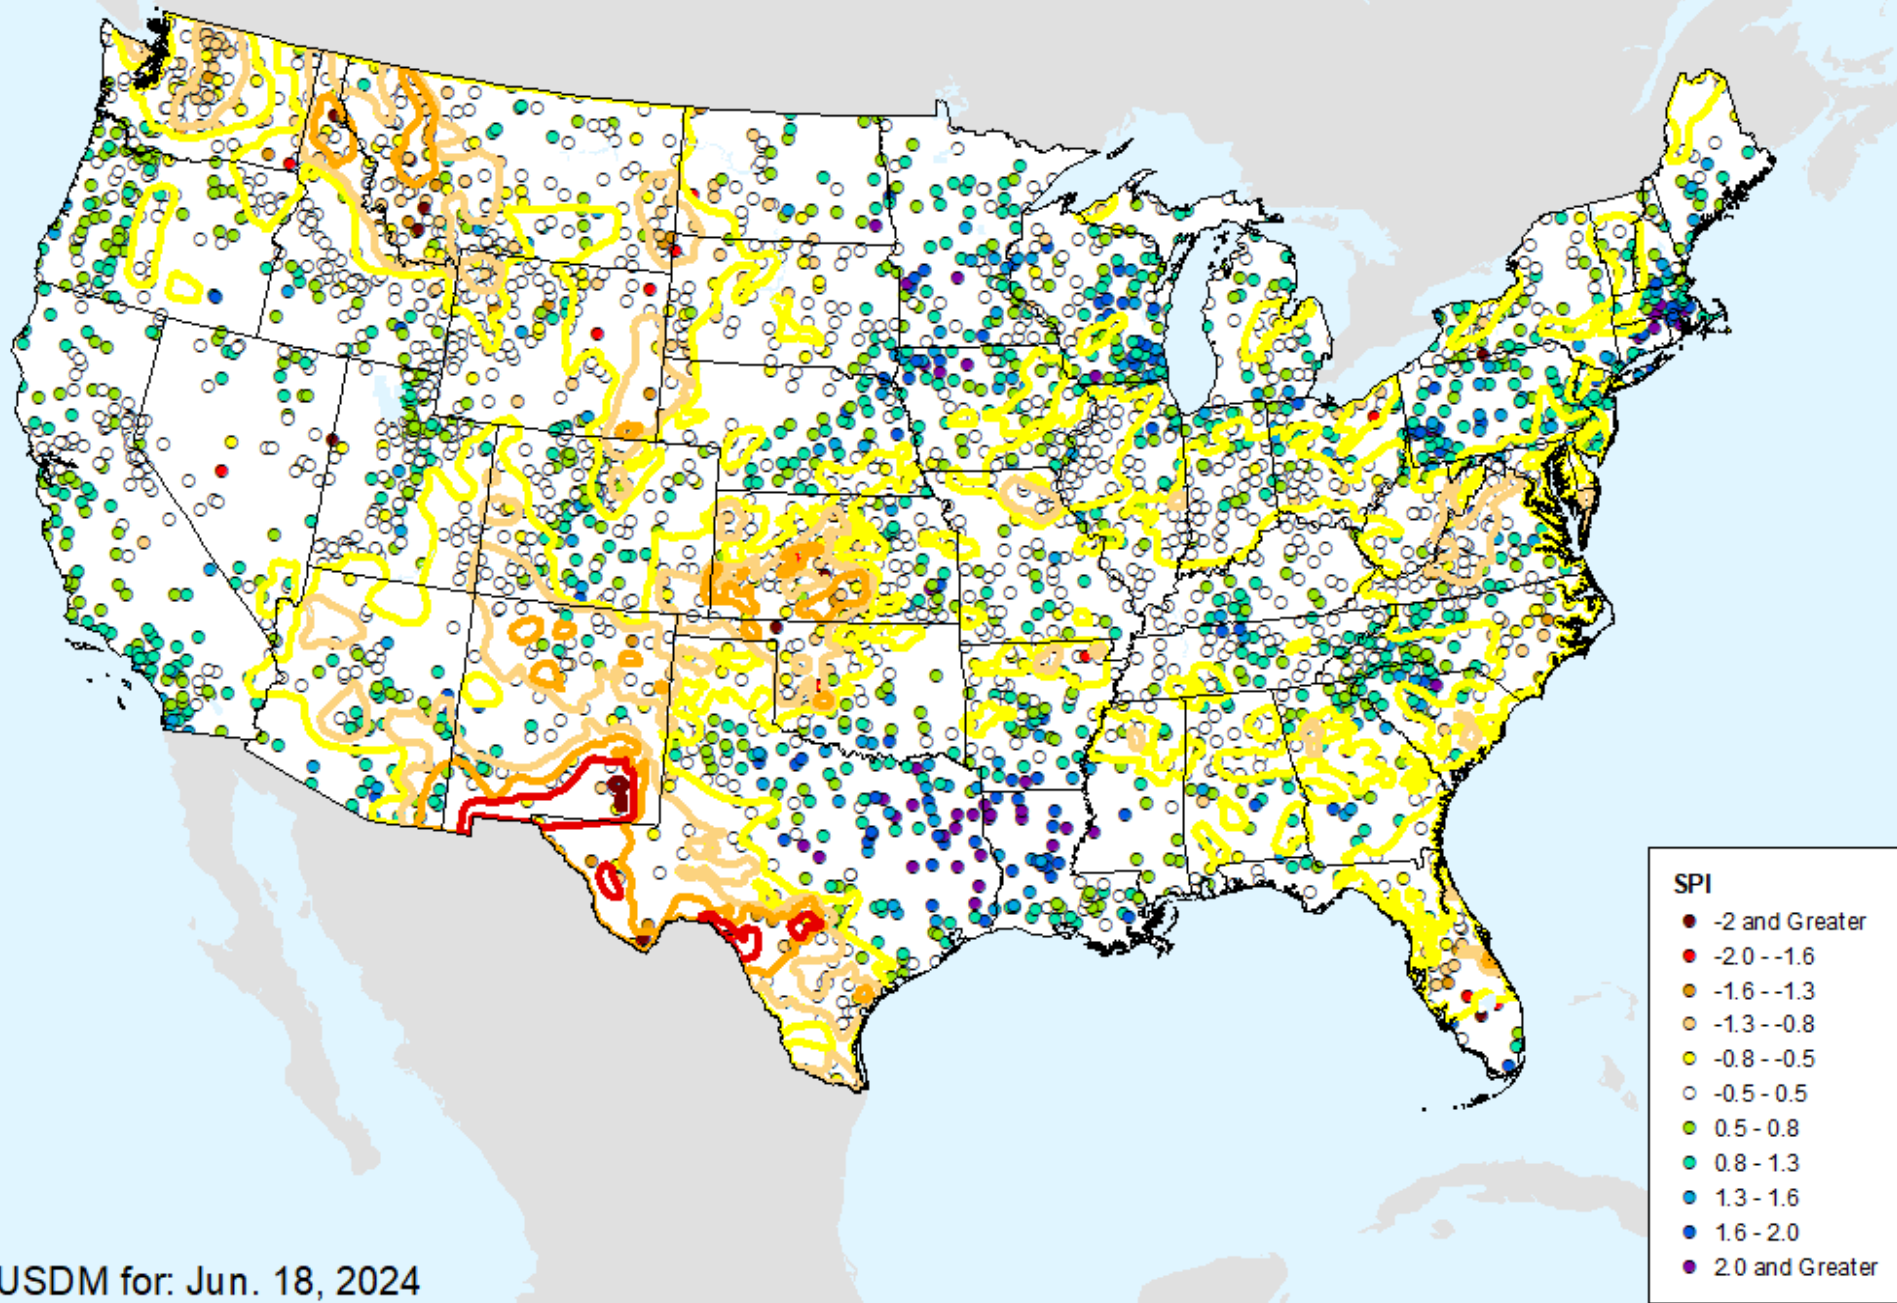 SPI
-2 and Greater
-2.0 - -1.6
-1.6 - -1.3
-1.3 - -0.8
-0.8 - -0.5
-0.5 - 0.5
0.5 - 0.8
0.8 - 1.3
1.3 - 1.6
1.6 - 2.0
2.0 and Greater
USDM for: Jun. 18, 2024